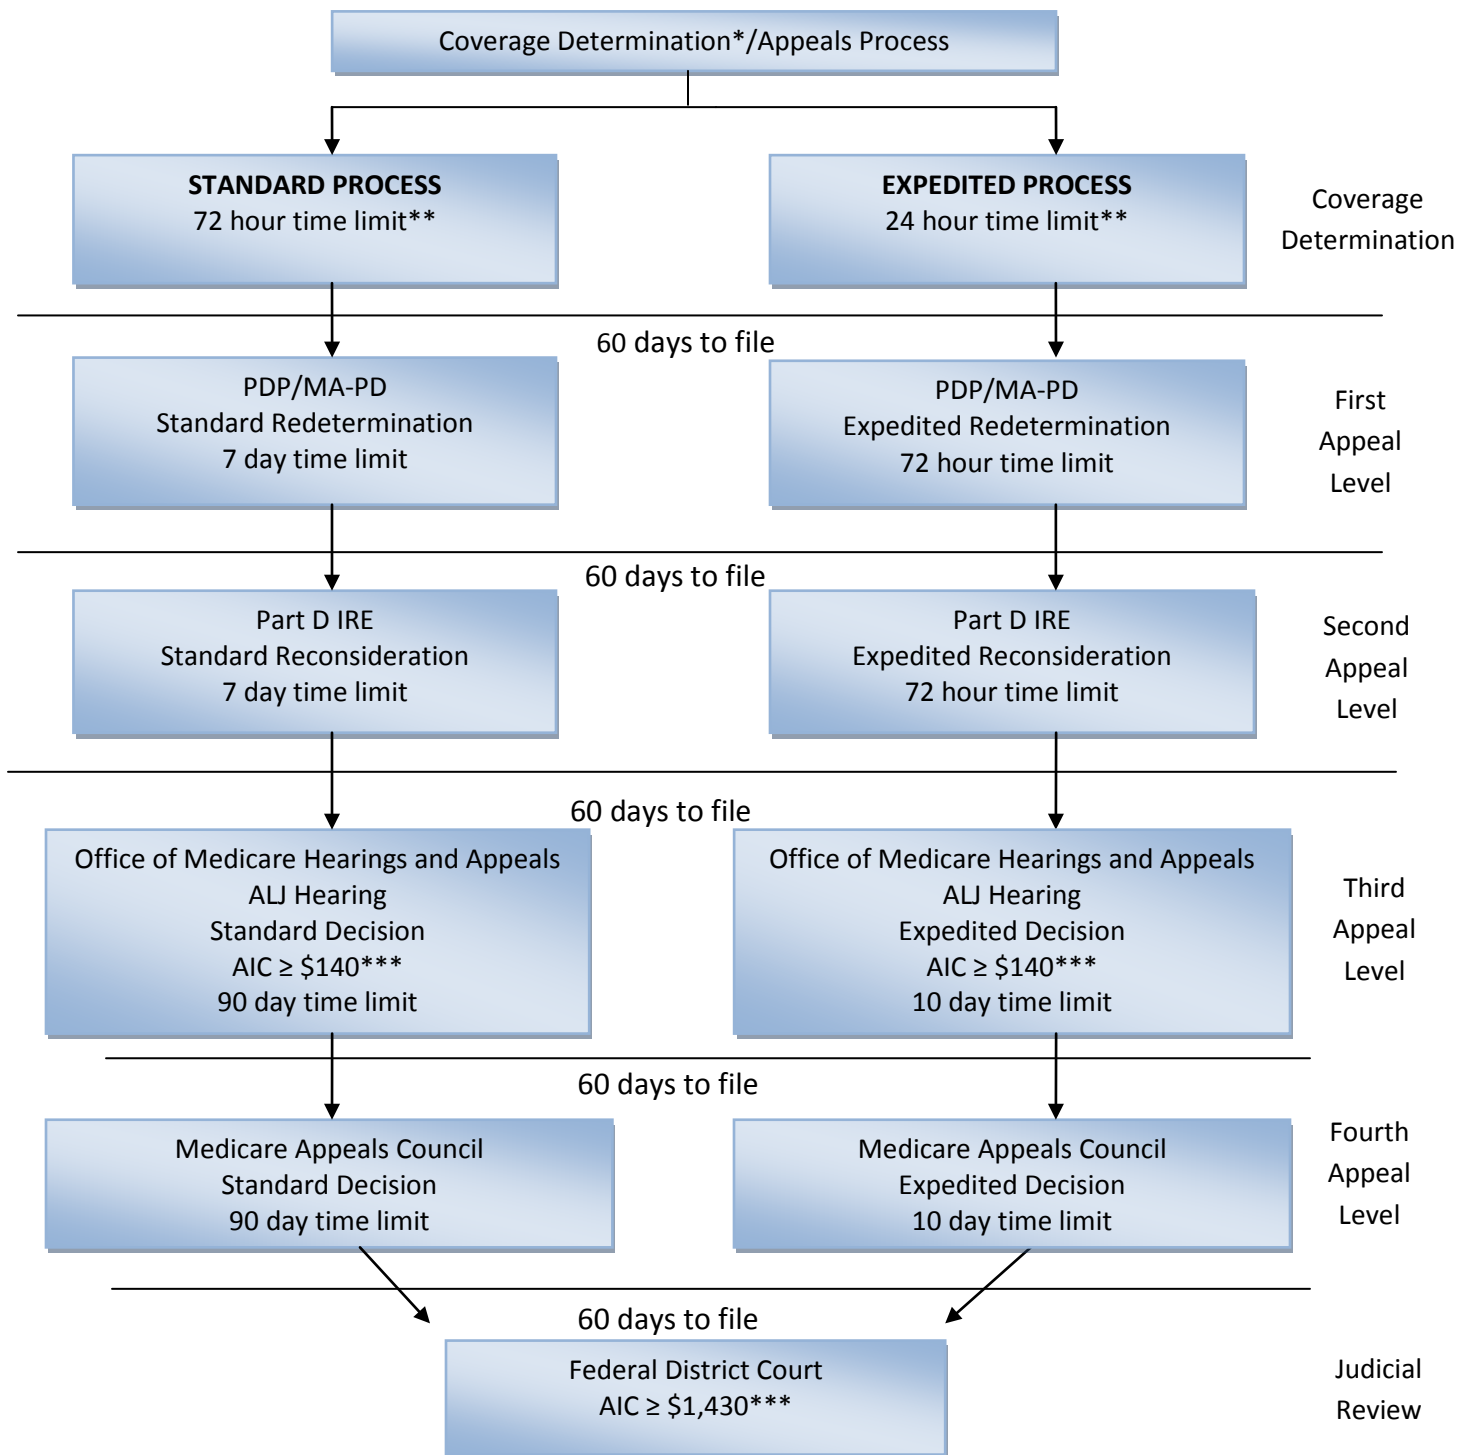 Coverage Determination*/Appeals Process
STANDARD PROCESS
72 hour time limit**
EXPEDITED PROCESS
24 hour time limit**
Coverage
Determination
60 days to file
PDP/MA-PD
Standard Redetermination
7 day time limit
PDP/MA-PD
Expedited Redetermination
72 hour time limit
First
Appeal
Level
60 days to file
Part D IRE
Standard Reconsideration
7 day time limit
Part D IRE
Expedited Reconsideration
72 hour time limit
Second
Appeal
Level
60 days to file
Office of Medicare Hearings and Appeals
ALJ Hearing
Standard Decision
AIC ≥ $140***
90 day time limit
Office of Medicare Hearings and Appeals
ALJ Hearing
Expedited Decision
AIC ≥ $140***
10 day time limit
Third
Appeal
Level
60 days to file
Medicare Appeals Council
Standard Decision
90 day time limit
Medicare Appeals Council
Expedited Decision
10 day time limit
Fourth
Appeal
Level
60 days to file
Federal District Court
AIC ≥ $1,430***
Judicial
Review